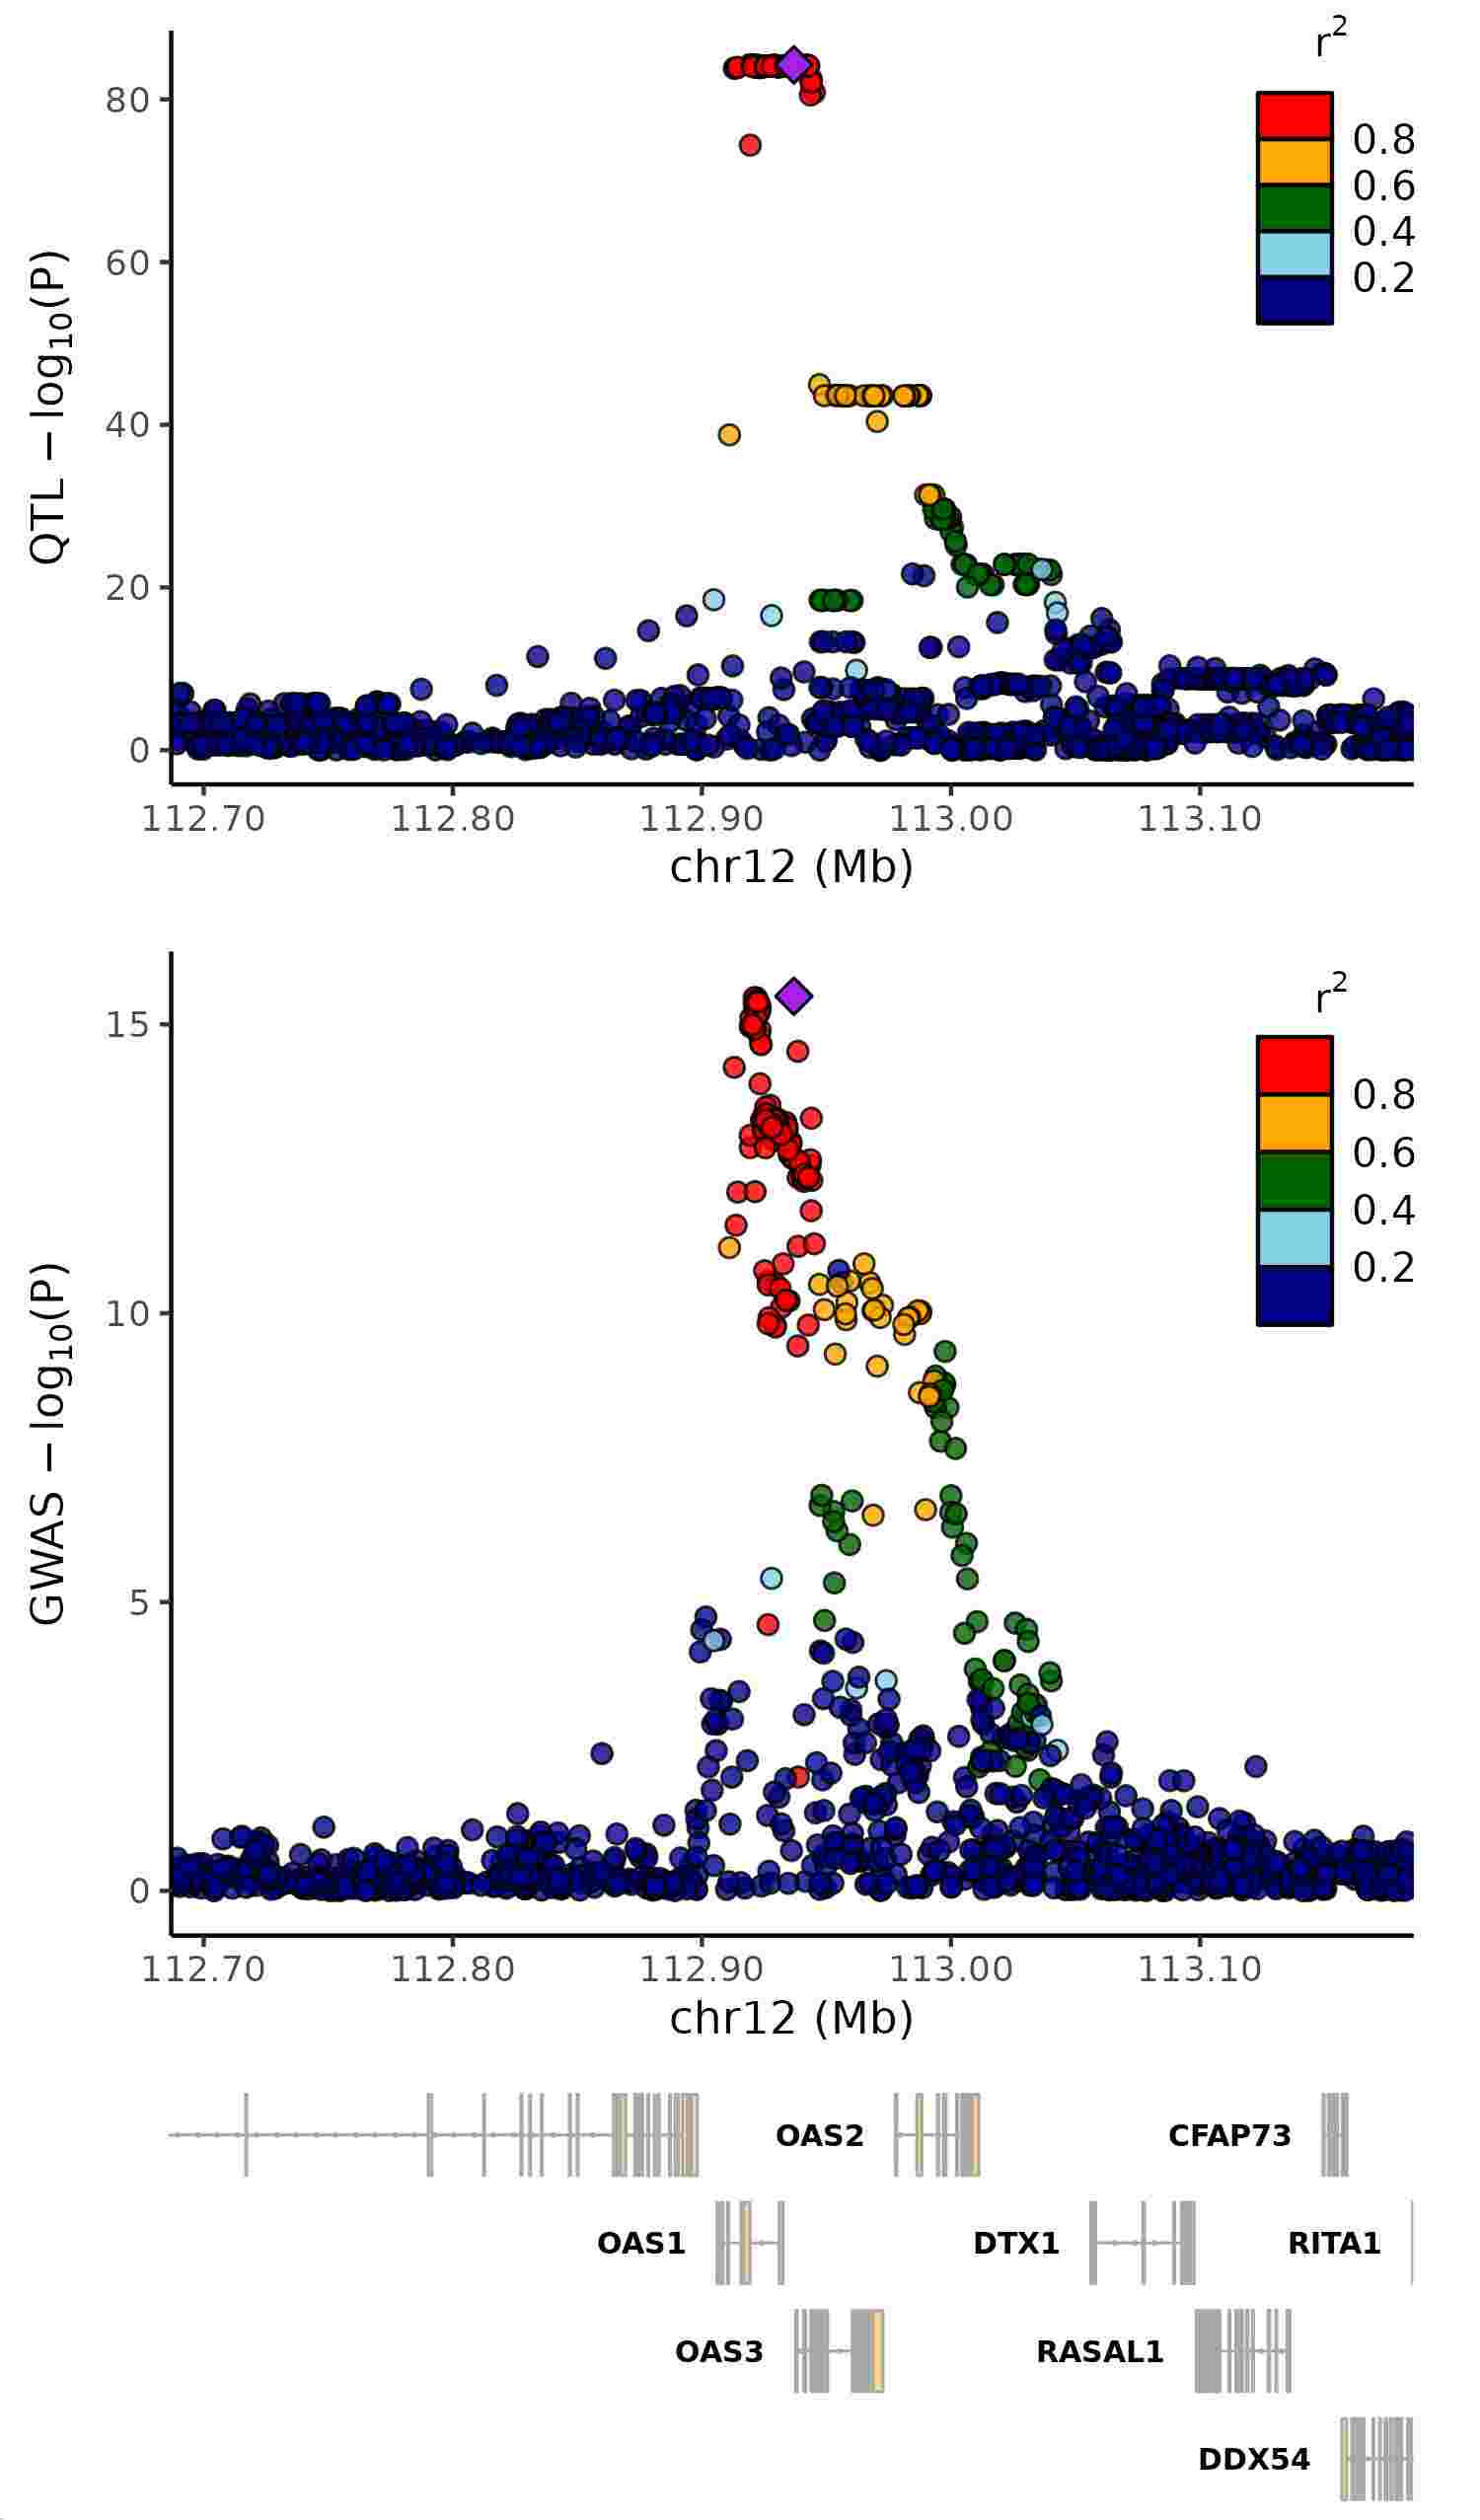 r²
80
60
40
20
0
0.8
0.6
0.4
0.2
QTL −log₁₀(P)
112.70 112.80 112.90 113.00 113.10
chr12 (Mb)
r²
15
10
5
0
0.8
0.6
0.4
0.2
GWAS −log₁₀(P)
112.70 112.80 112.90 113.00 113.10
chr12 (Mb)
OAS2 CFAP73
OAS1 DTX1 RITA1
OAS3 RASAL1
DDX54